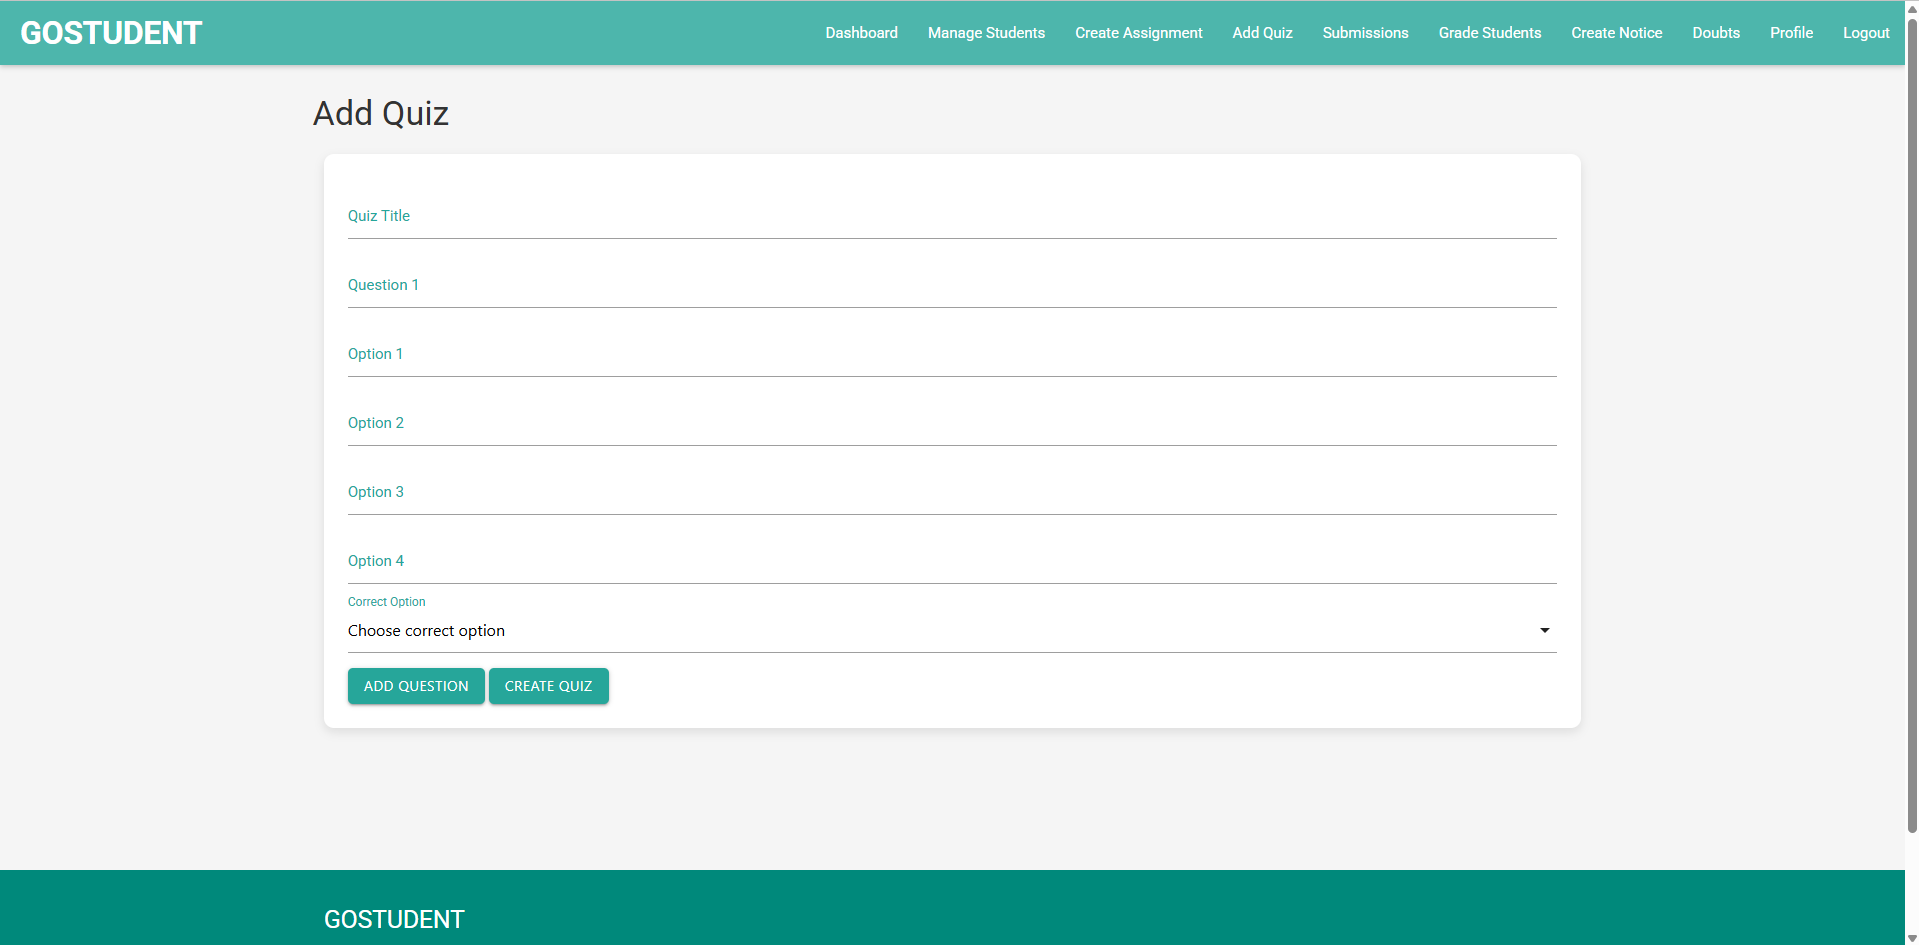 GOSTUDENT
Dashboard Manage Students Create Assignment Add Quiz Submissions Grade Students Create Notice Doubts Profile Logout
Add Quiz
Quiz Title
Question 1
Option 1
Option 2
Option 3
Option 4
Correct Option
Choose correct option
ADD QUESTION CREATE QUIZ
GOSTUDENT